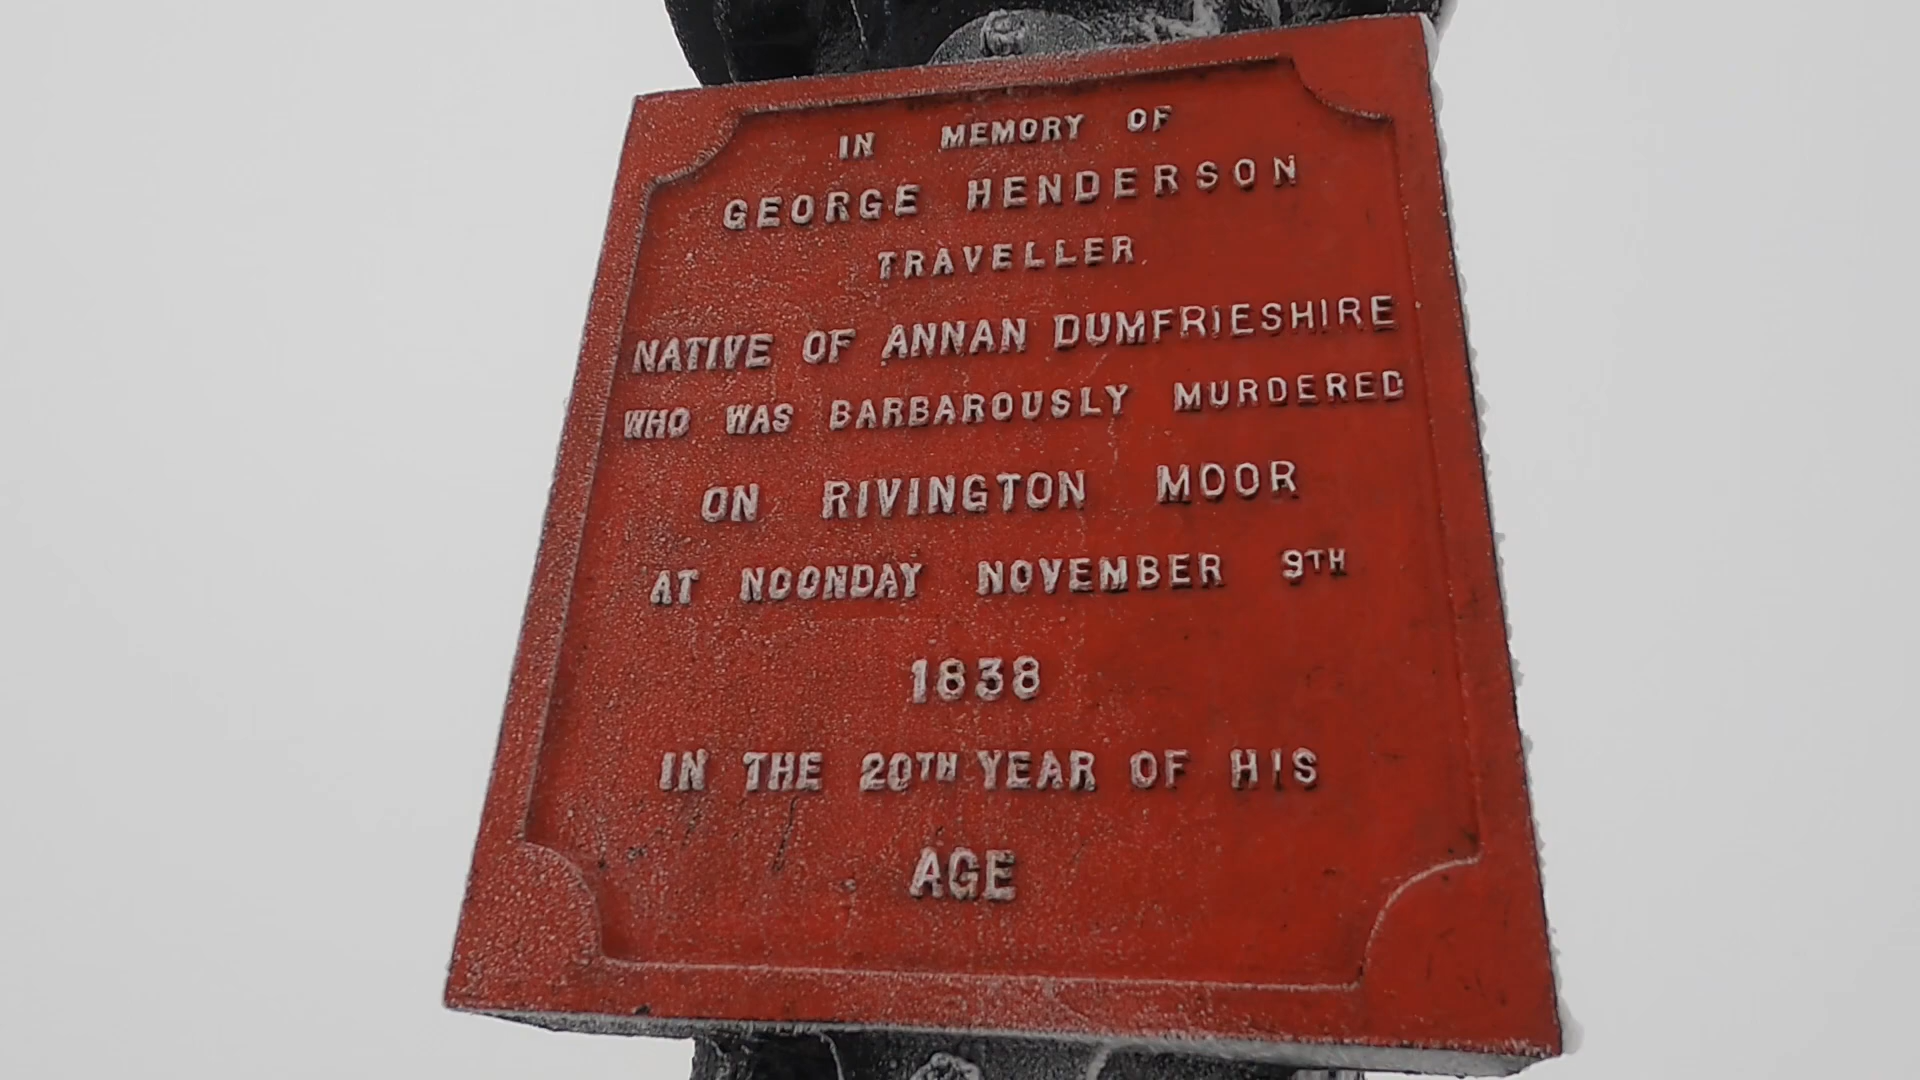 IN MEMORY OF
GEORGE HENDERSON
TRAVELLER
NATIVE OF ANNAN DUMFRIESHIRE
WHO WAS BARBAROUSLY MURDERED
ON RIVINGTON MOOR
AT NOONDAY NOVEMBER 9TH
1838
IN THE 20TH YEAR OF HIS
AGE